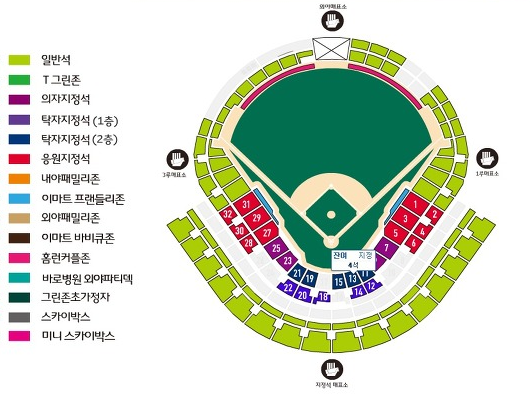 외야매표소
일반석
T그린존
의자지정석
탁자지정석 (1층)
탁자지정석 (2층)
응원지정석
내야패밀리존
이마트 프랜들리존
외야패밀리존
이마트 바비큐존
홈런커플존
바로병원 외야파티덱
그린존초가정자
스카이박스
미니 스카이박스
3루매표소
1루매표소
32 31
30 29
28 27
25
23
21 19
22 20 18
1 2
3 4
5 6
7
잔여 지정
4석
15 13 11
14 12
지정석 매표소